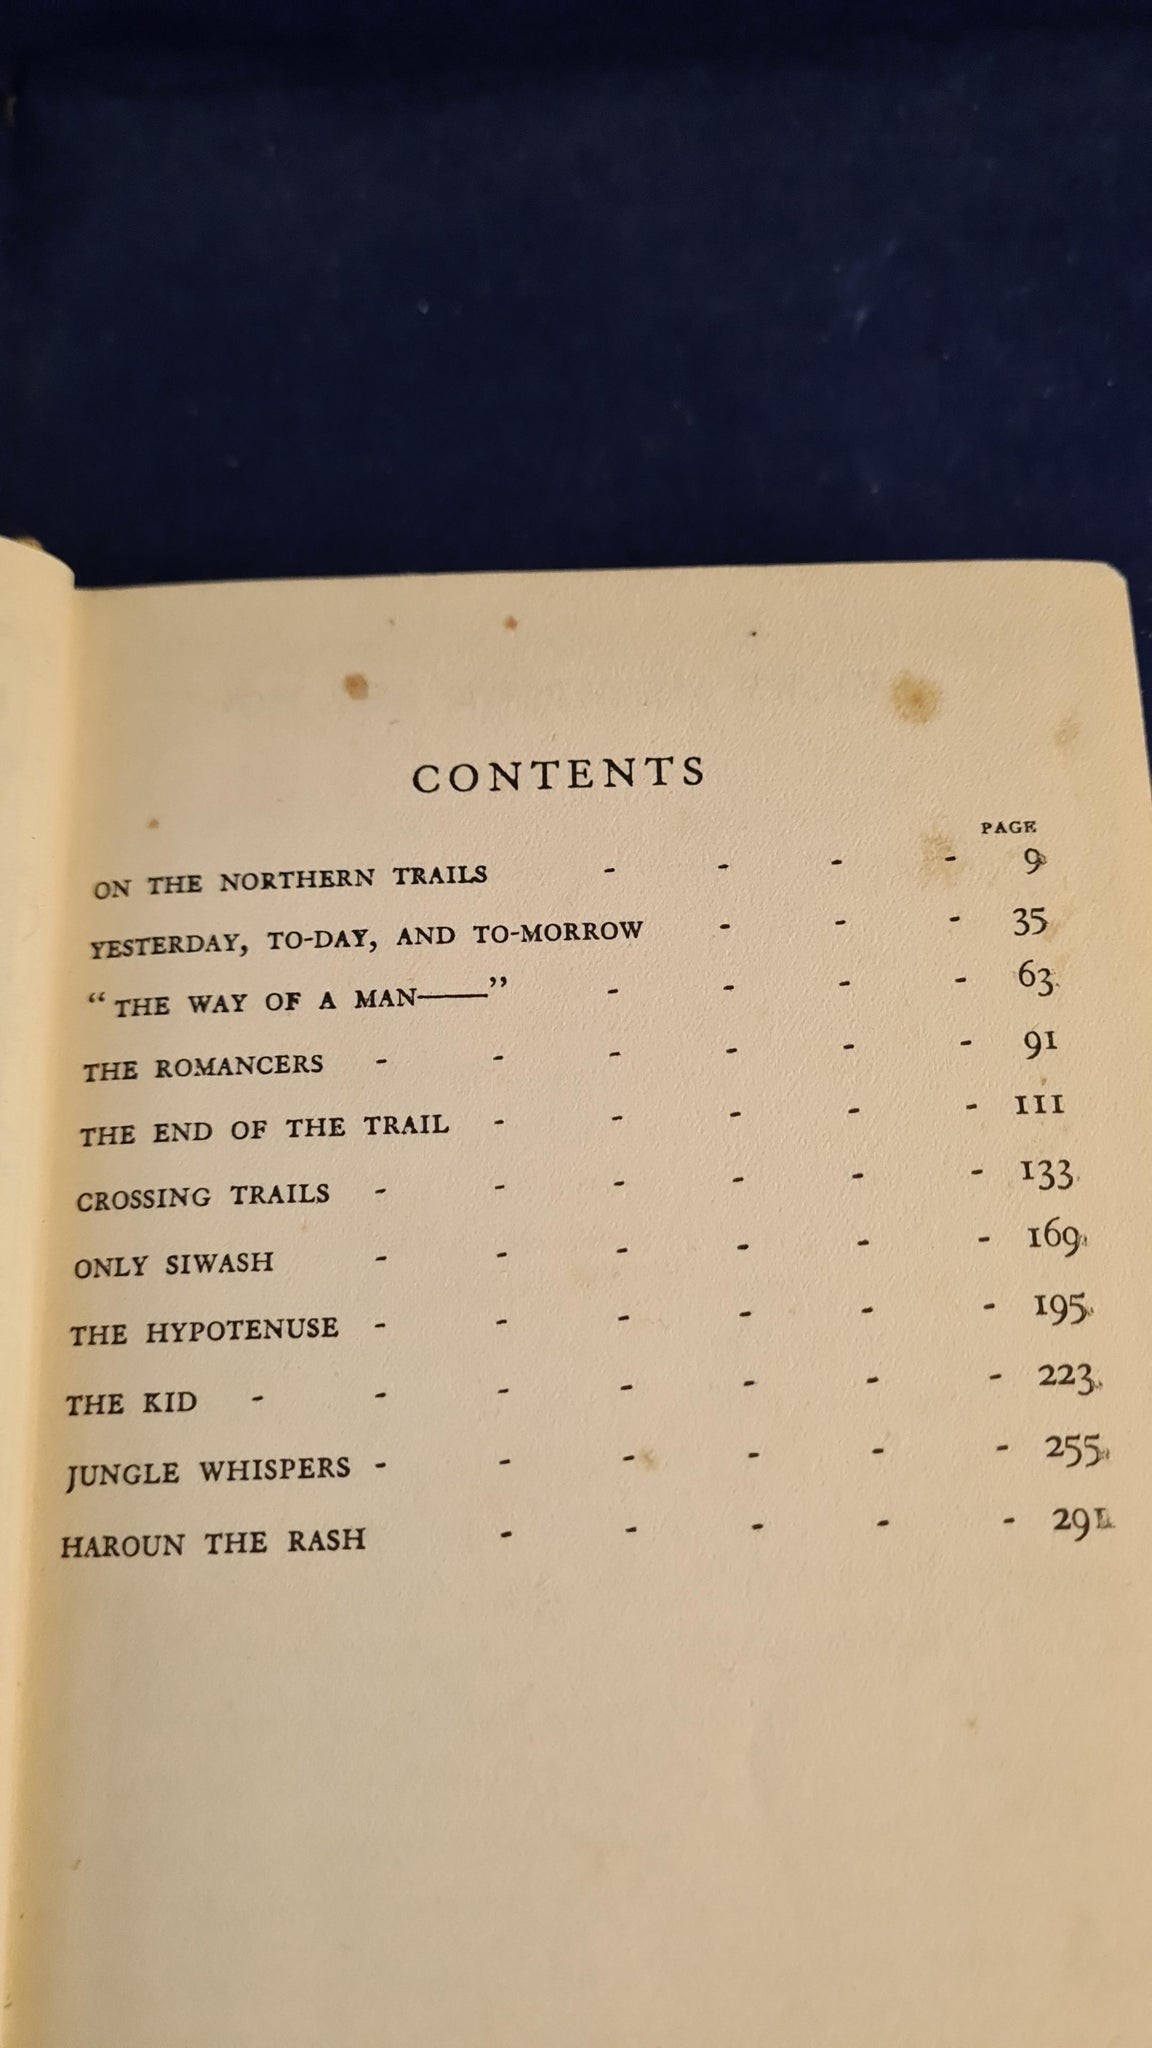 CONTENTS
PAGE
ON THE NORTHERN TRAILS - - - - 9
YESTERDAY, TO-DAY, AND TO-MORROW - - - 35
“THE WAY OF A MAN——” - - - - 63
THE ROMANCERS - - - - - - 91
THE END OF THE TRAIL - - - - - 111
CROSSING TRAILS - - - - - - 133
ONLY SIWASH - - - - - - 169
THE HYPOTENUSE - - - - - - 195
THE KID - - - - - - - 223
JUNGLE WHISPERS - - - - - - 255
HAROUN THE RASH - - - - - 291